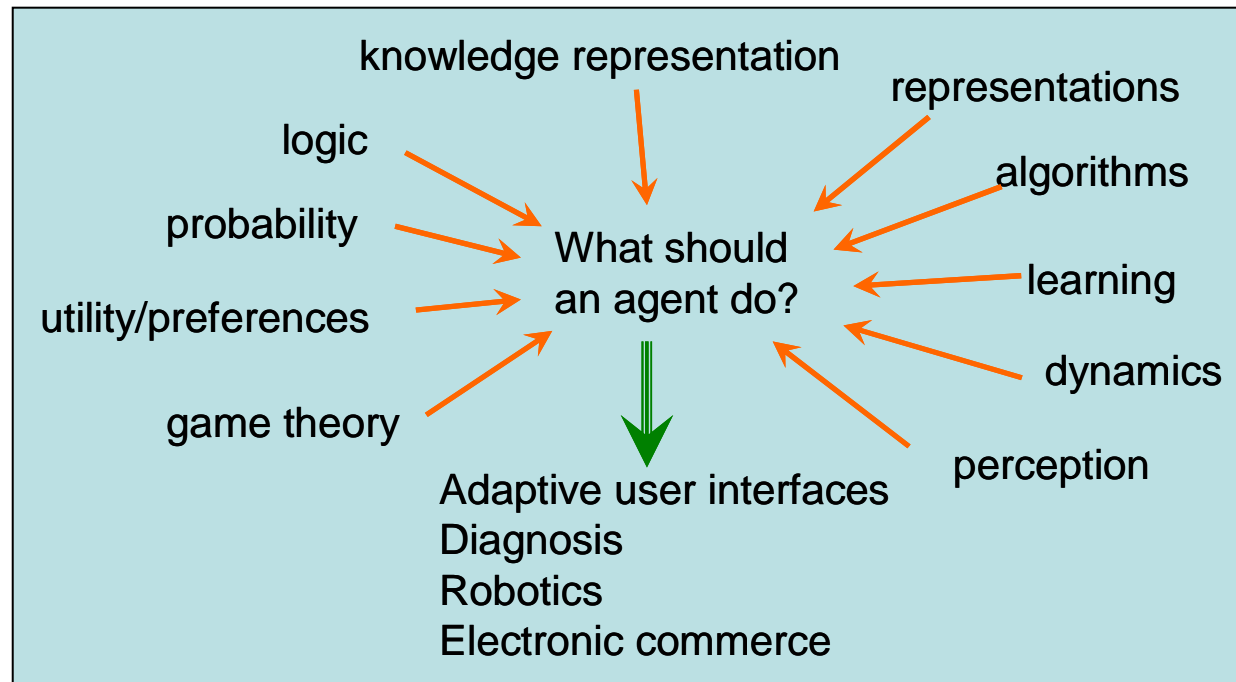 knowledge representation
representations
logic
algorithms
probability
What should
an agent do?
learning
utility/preferences
dynamics
game theory
perception
Adaptive user interfaces
Diagnosis
Robotics
Electronic commerce